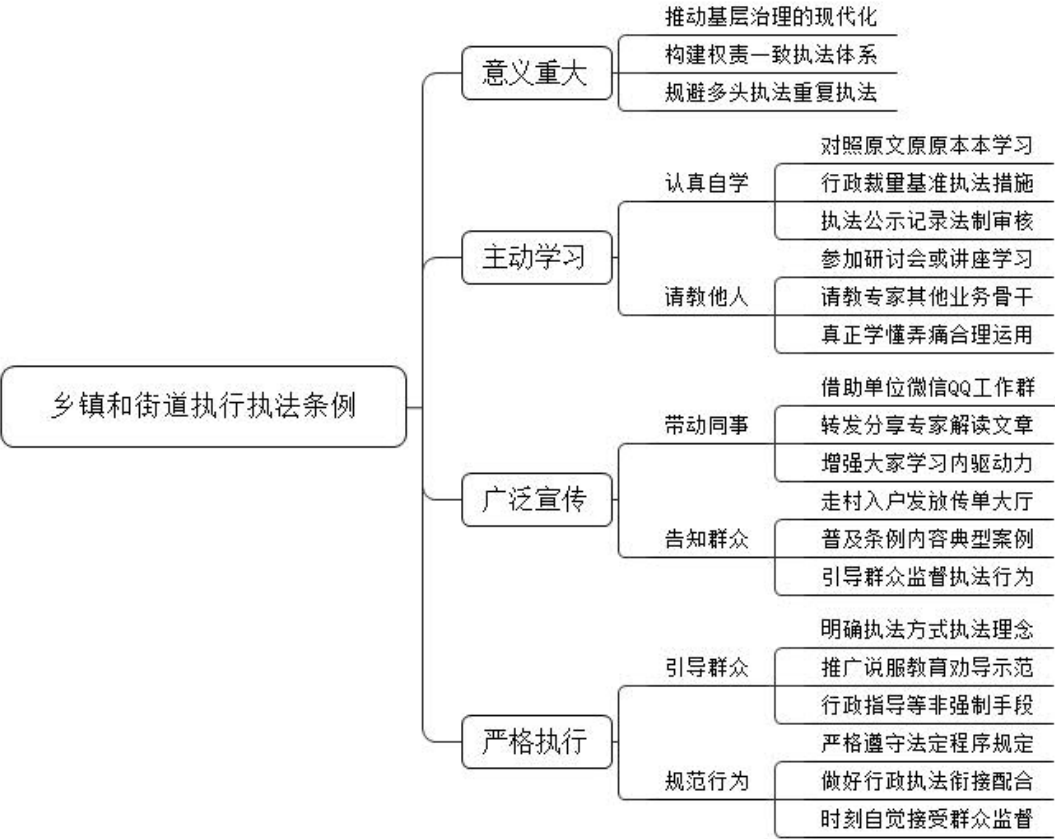 乡镇和街道执行执法条例
意义重大
推动基层治理的现代化
构建权责一致执法体系
规避多头执法重复执法
主动学习
认真自学
对照原文原原本本学习
行政裁量基准执法措施
执法公示记录法制审核
请教他人
参加研讨会或讲座学习
请教专家其他业务骨干
真正学懂弄痛合理运用
广泛宣传
带动同事
借助单位微信QQ工作群
转发分享专家解读文章
增强大家学习内驱动力
告知群众
走村入户发放传单大厅
普及条例内容典型案例
引导群众监督执法行为
严格执行
引导群众
明确执法方式执法理念
推广说服教育劝导示范
行政指导等非强制手段
规范行为
严格遵守法定程序规定
做好行政执法衔接配合
时刻自觉接受群众监督